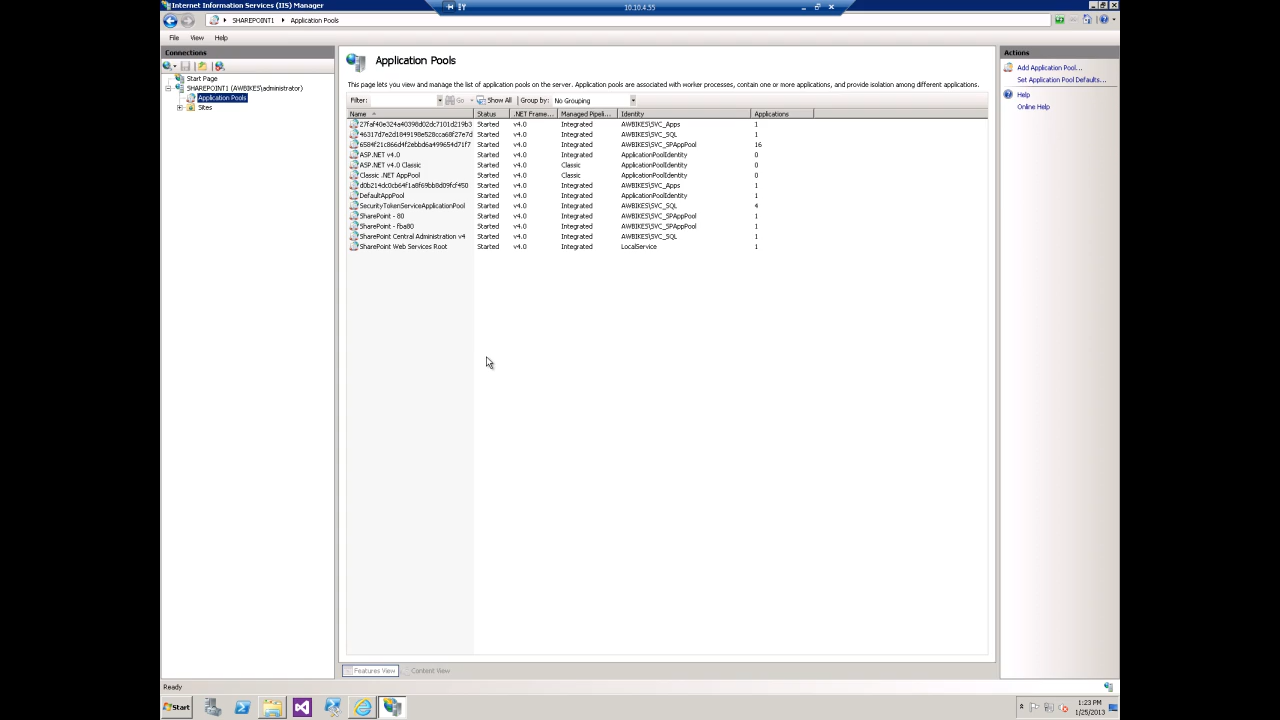 Internet Information Services (IIS) Manager
10.10.4.55
SHAREPOINT1 Application Pools
File View Help
Connections
Start Page
SHAREPOINT1 (AWBIKES\administrator)
Application Pools
Sites
Application Pools
This page lets you view and manage the list of application pools on the server. Application pools are associated with worker processes, contain one or more applications, and provide isolation among different applications.
Filter: Go Show All Group by: No Grouping
Name Status .NET Frame... Managed Pipeli... Identity Applications
27faf40e324a40398d02dc7101d219b3 Started v4.0 Integrated AWBIKES\SVC_Apps 1
46317d7e2d1849198e528cca68f27e7d Started v4.0 Integrated AWBIKES\SVC_SQL 1
6584f21c866d4f2ebbd6a499654d71f7 Started v4.0 Integrated AWBIKES\SVC_SPAppPool 16
ASP.NET v4.0 Started v4.0 Integrated ApplicationPoolIdentity 0
ASP.NET v4.0 Classic Started v4.0 Classic ApplicationPoolIdentity 0
Classic .NET AppPool Started v4.0 Classic ApplicationPoolIdentity 0
d0b214dc0cb64f1a8f69bb8d09fcf450 Started v4.0 Integrated AWBIKES\SVC_Apps 1
DefaultAppPool Started v4.0 Integrated ApplicationPoolIdentity 1
SecurityTokenServiceApplicationPool Started v4.0 Integrated AWBIKES\SVC_SQL 4
SharePoint - 80 Started v4.0 Integrated AWBIKES\SVC_SPAppPool 1
SharePoint - fba80 Started v4.0 Integrated AWBIKES\SVC_SPAppPool 1
SharePoint Central Administration v4 Started v4.0 Integrated AWBIKES\SVC_SQL 1
SharePoint Web Services Root Started v4.0 Integrated LocalService 1
Actions
Add Application Pool...
Set Application Pool Defaults...
Help
Online Help
Features View Content View
Ready
Start
1:23 PM
1/25/2013